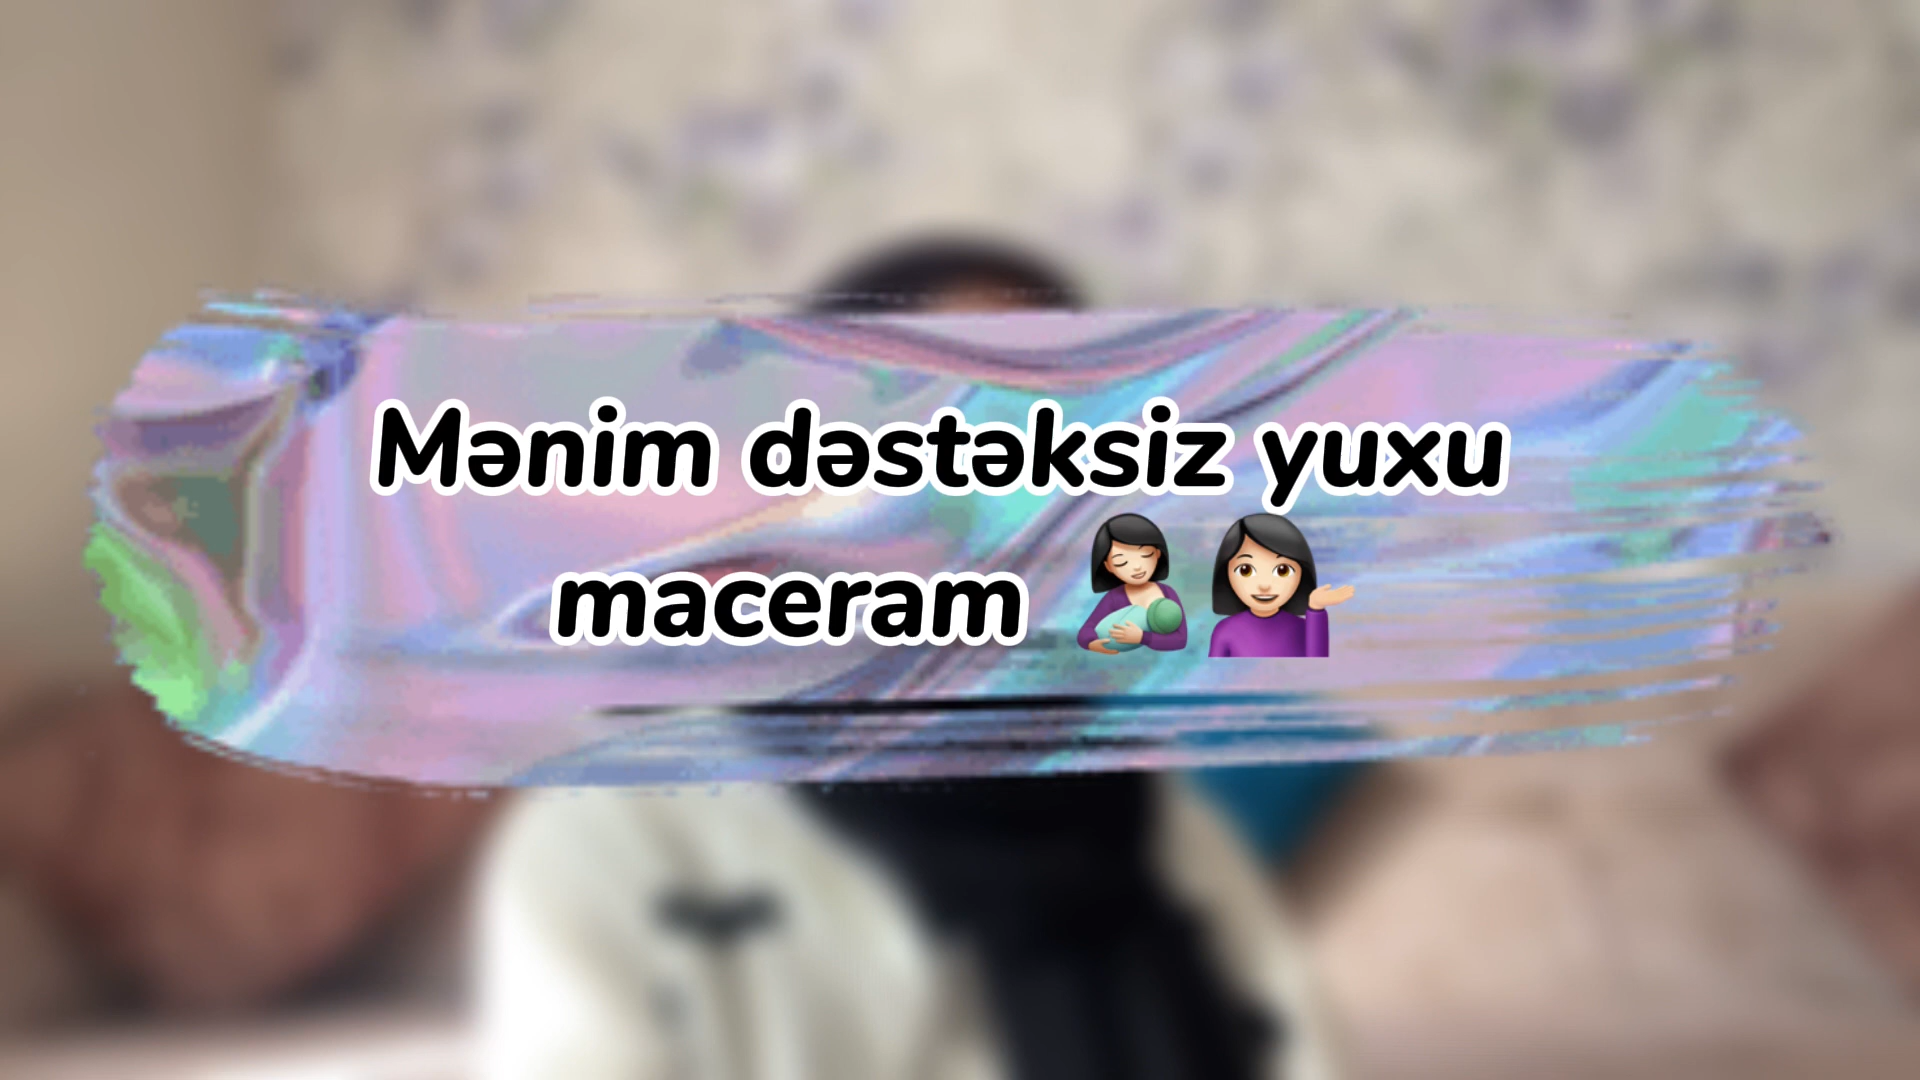 Mənim dəstəksiz yuxu
maceram 🤱🏻💁🏻‍♀️